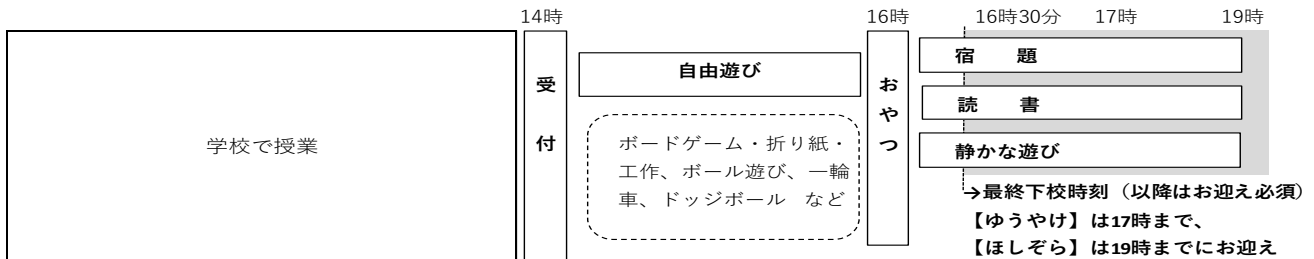 14時
16時
16時30分
17時
19時
学校で授業
受付
自由遊び
ボードゲーム・折り紙・
工作、ボール遊び、一輪
車、ドッジボール　など
おやつ
宿　題
読　書
静かな遊び
→最終下校時刻（以降はお迎え必須）
【ゆうやけ】は17時まで、
【ほしぞら】は19時までにお迎え